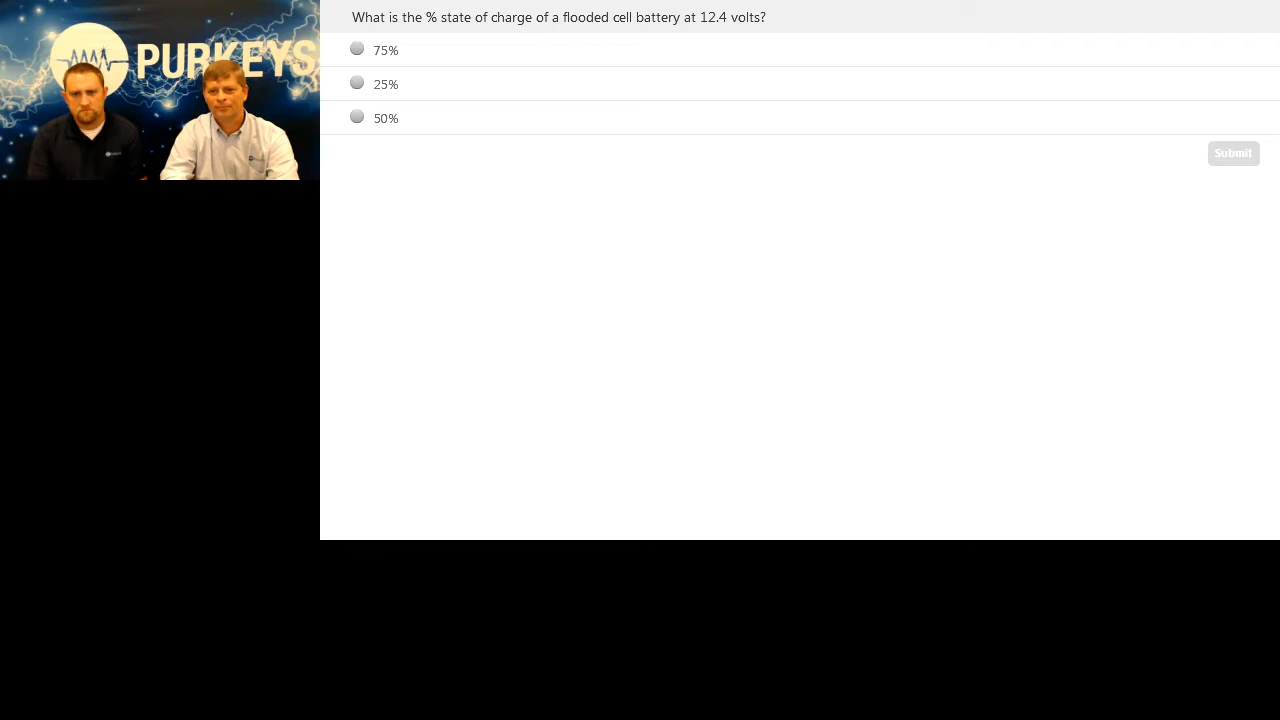 PURKEYS
What is the % state of charge of a flooded cell battery at 12.4 volts?
75%
25%
50%
Submit